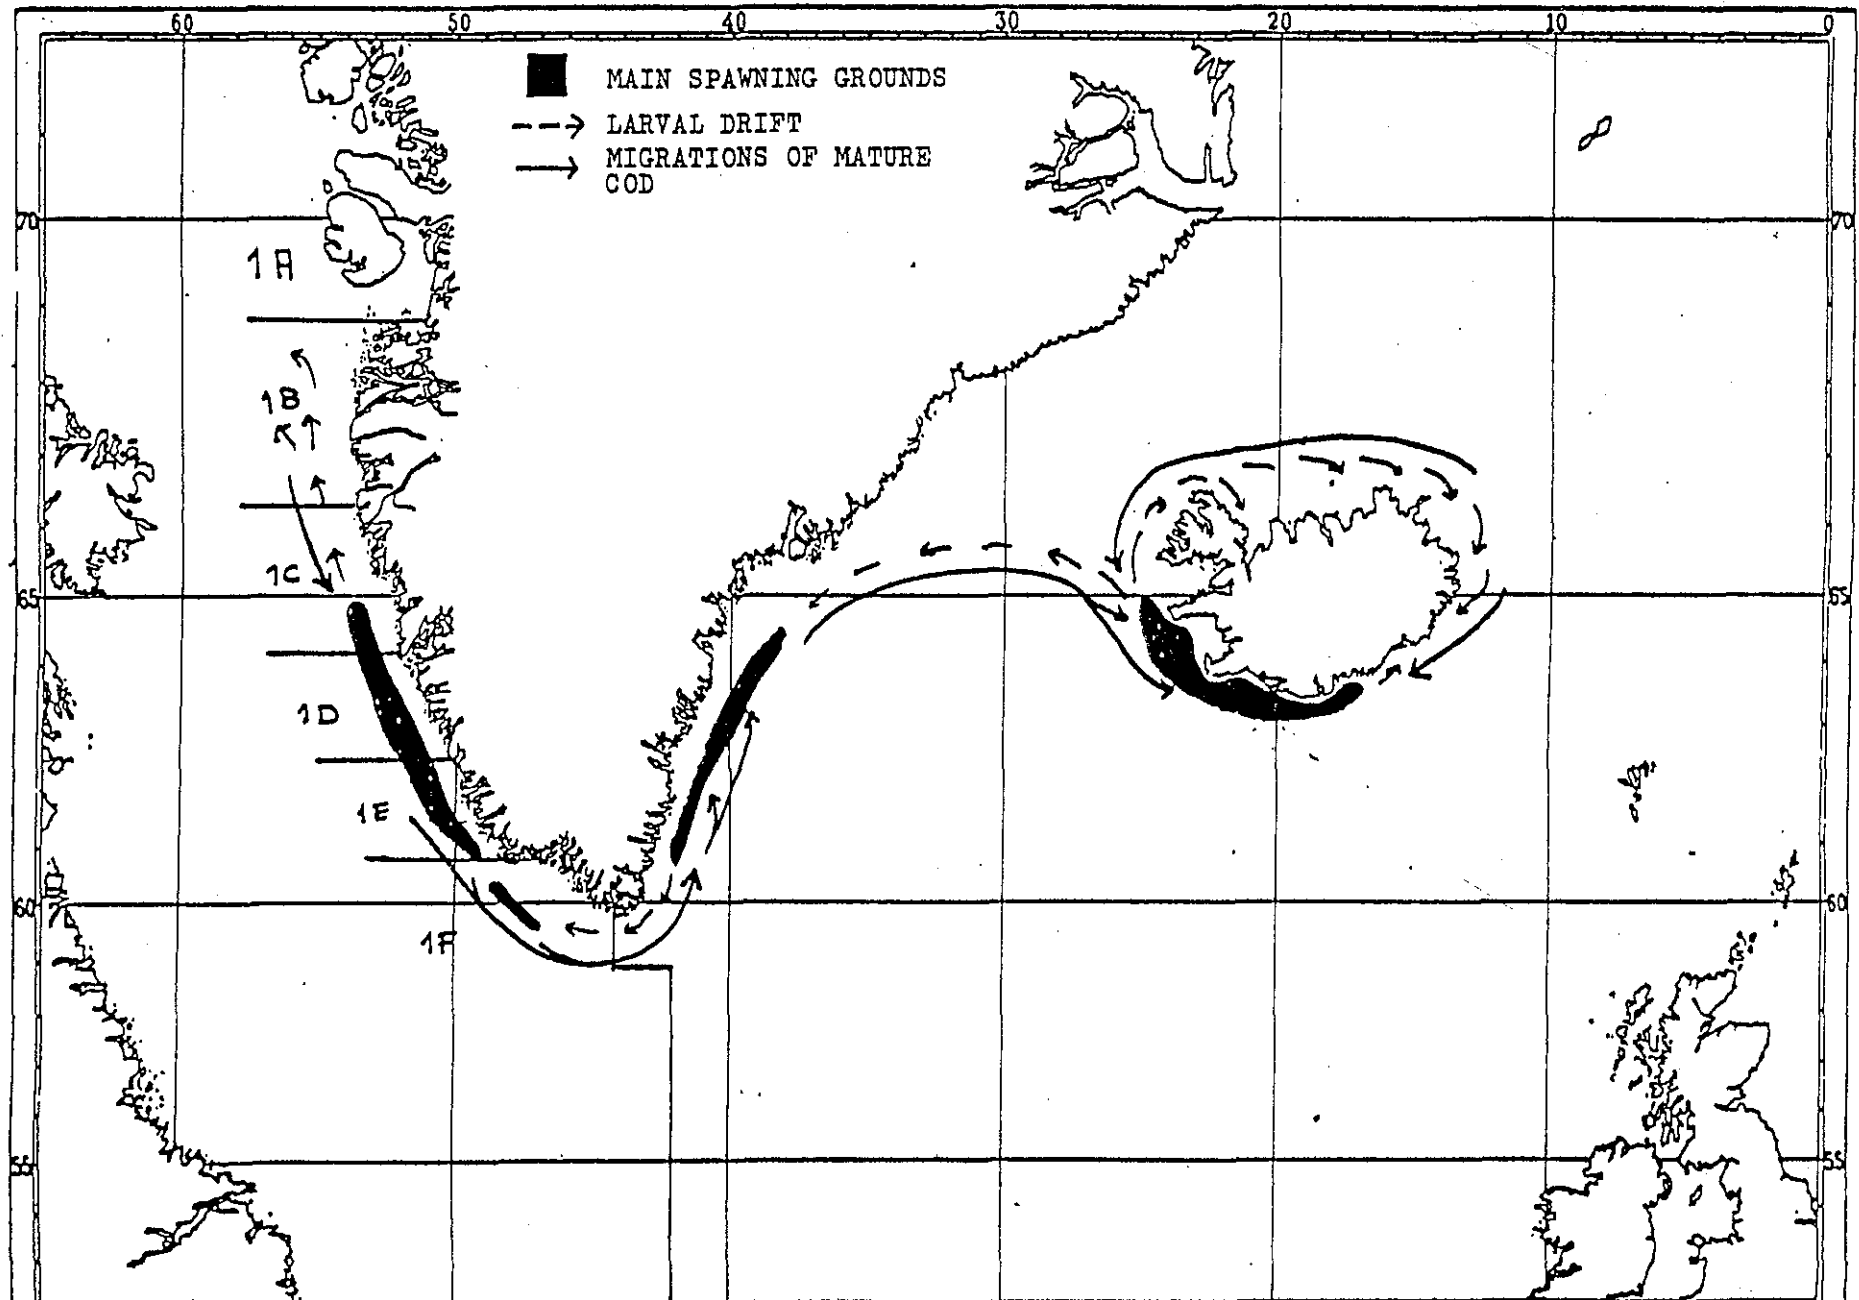 60 50 40 30 20 10 0
MAIN SPAWNING GROUNDS
LARVAL DRIFT
MIGRATIONS OF MATURE
COD
70 70
1A
1B
1C
65 65
1D
1E
60 60
1F
55 55